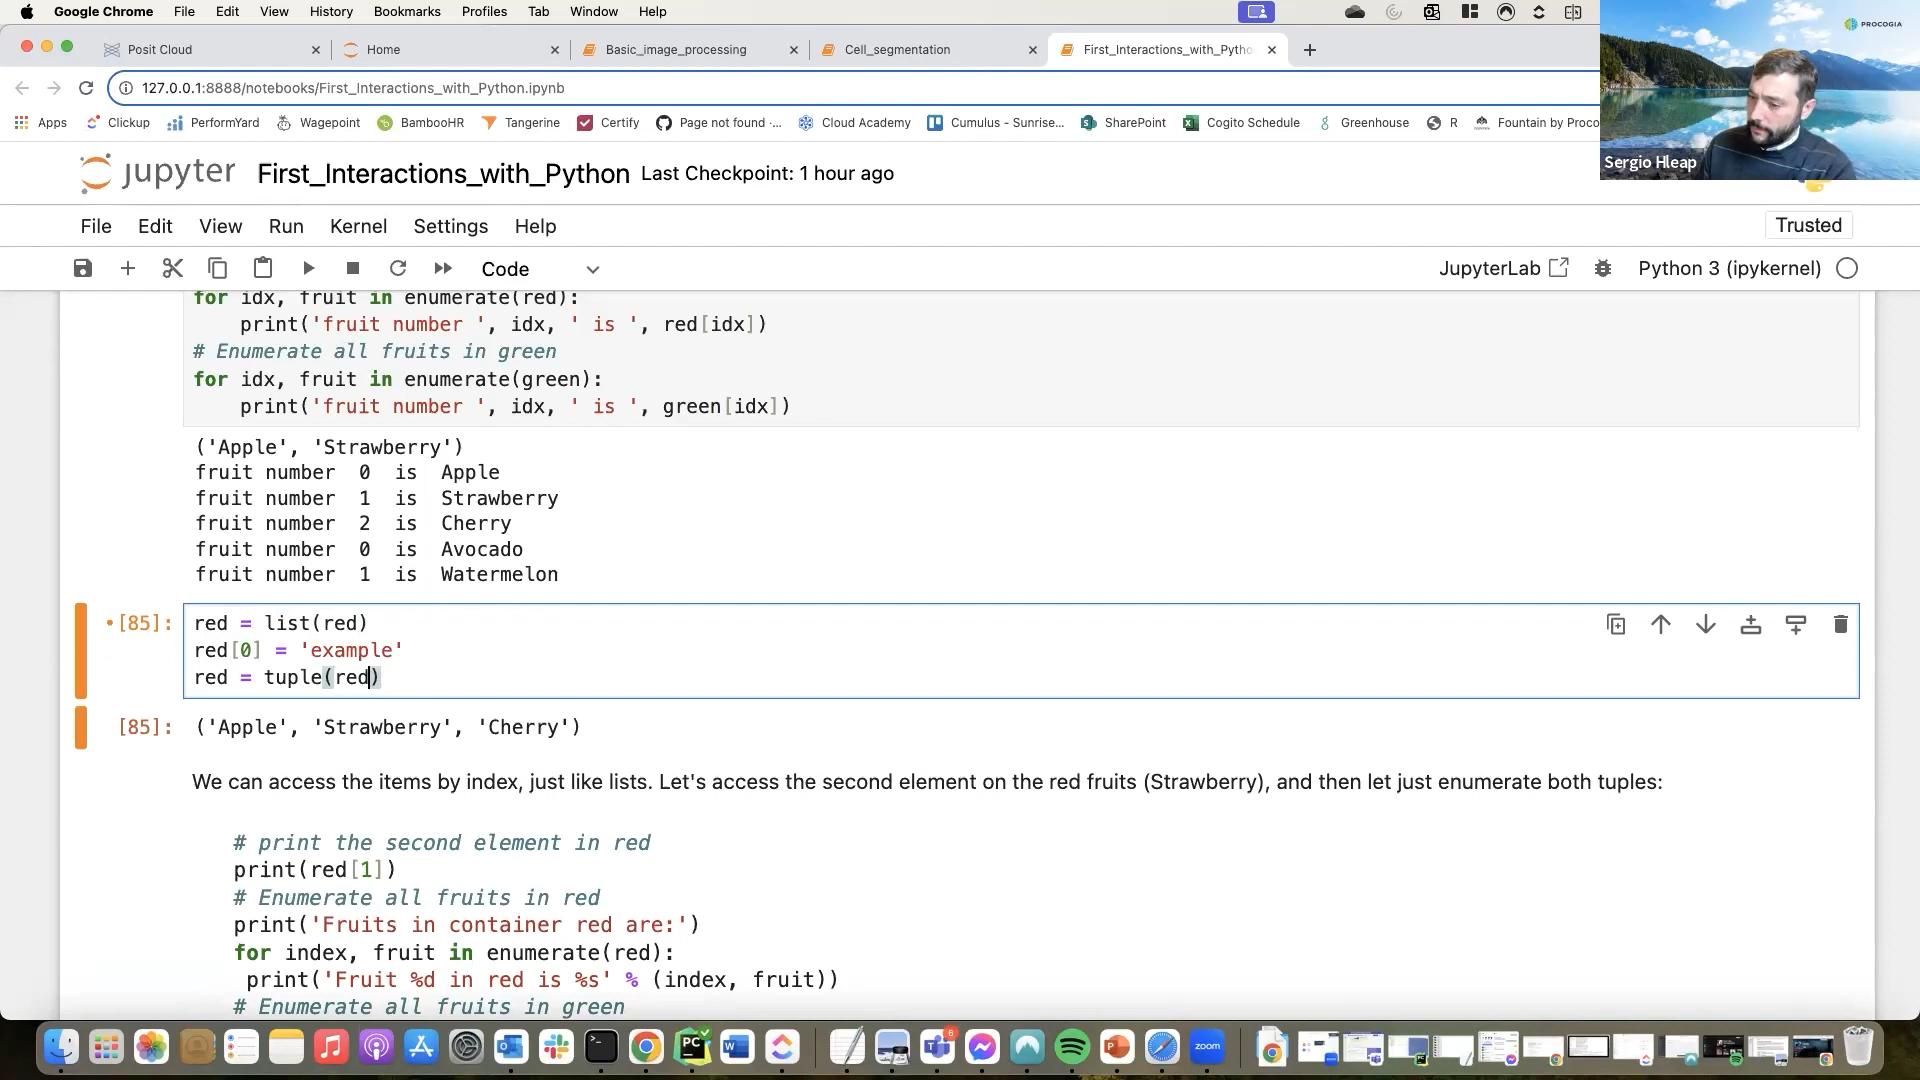 Google Chrome File Edit View History Bookmarks Profiles Tab Window Help
PROCOGIA
Posit Cloud
Home
Basic_image_processing
Cell_segmentation
First_Interactions_with_Pytho
127.0.0.1:8888/notebooks/First_Interactions_with_Python.ipynb
Apps Clickup PerformYard Wagepoint BambooHR Tangerine Certify Page not found ·... Cloud Academy Cumulus - Sunrise... SharePoint Cogito Schedule Greenhouse R Fountain by Proco
Sergio Hleap
jupyter First_Interactions_with_Python Last Checkpoint: 1 hour ago
File Edit View Run Kernel Settings Help Trusted
Code JupyterLab Python 3 (ipykernel)
for idx, fruit in enumerate(red):
print('fruit number ', idx, ' is ', red[idx])
# Enumerate all fruits in green
for idx, fruit in enumerate(green):
print('fruit number ', idx, ' is ', green[idx])
('Apple', 'Strawberry')
fruit number 0 is Apple
fruit number 1 is Strawberry
fruit number 2 is Cherry
fruit number 0 is Avocado
fruit number 1 is Watermelon
[85]: red = list(red)
red[0] = 'example'
red = tuple(red)
[85]: ('Apple', 'Strawberry', 'Cherry')
We can access the items by index, just like lists. Let's access the second element on the red fruits (Strawberry), and then let just enumerate both tuples:
# print the second element in red
print(red[1])
# Enumerate all fruits in red
print('Fruits in container red are:')
for index, fruit in enumerate(red):
print('Fruit %d in red is %s' % (index, fruit))
# Enumerate all fruits in green
PC
zoom